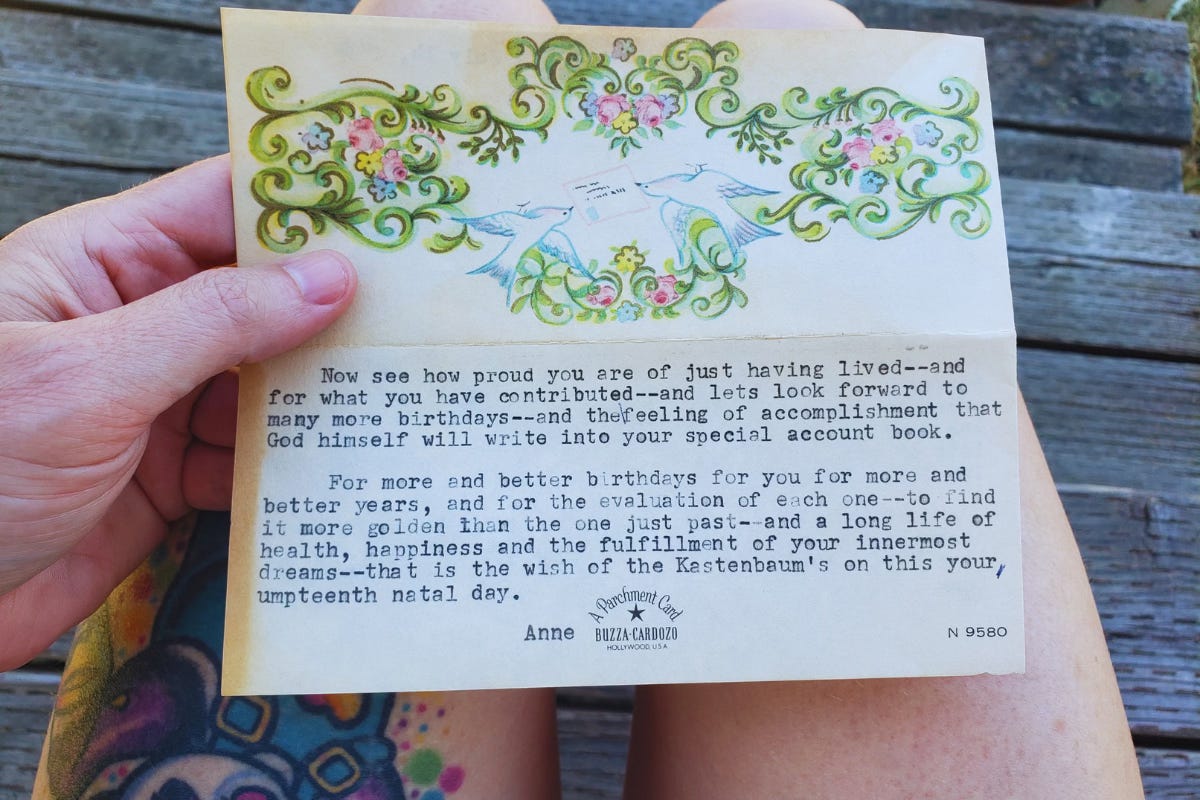 Now see how proud you are of just having lived--and
for what you have contributed--and lets look forward to
many more birthdays--and the feeling of accomplishment that
God himself will write into your special account book.
For more and better birthdays for you for more and
better years, and for the evaluation of each one--to find
it more golden than the one just past--and a long life of
health, happiness and the fulfillment of your innermost
dreams--that is the wish of the Kastenbaum's on this your,
umpteenth natal day.
Anne
A Parchment Card
BUZZA-CARDOZO
HOLLYWOOD, U.S.A.
N 9580